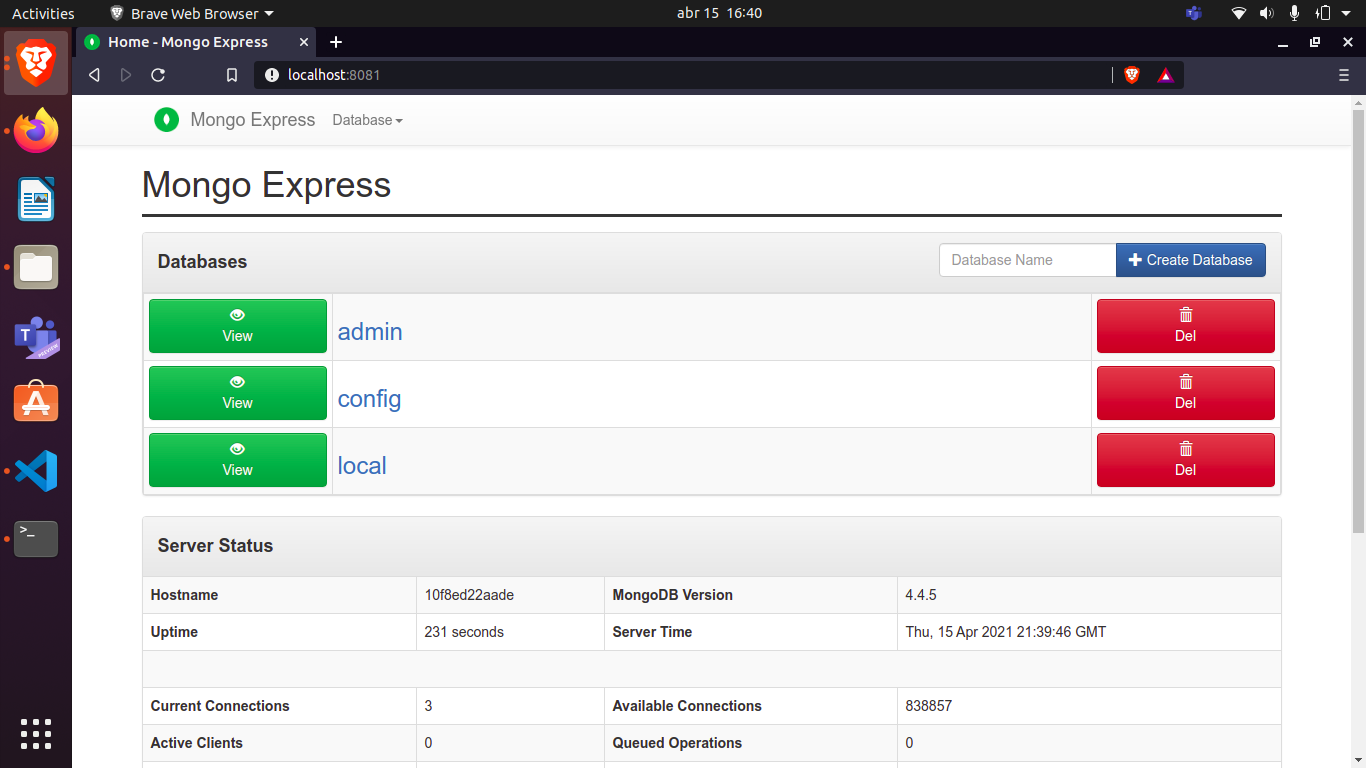 Activities Brave Web Browser abr 15 16:40
Home - Mongo Express
localhost:8081
Mongo Express Database
Mongo Express
Databases Database Name Create Database
View admin Del
View config Del
View local Del
Server Status
Hostname 10f8ed22aade MongoDB Version 4.4.5
Uptime 231 seconds Server Time Thu, 15 Apr 2021 21:39:46 GMT
Current Connections 3 Available Connections 838857
Active Clients 0 Queued Operations 0